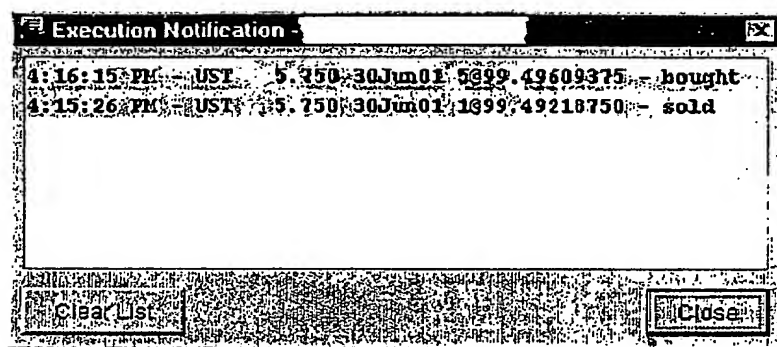 Execution Notification -
4:16:15 PM - UST 5.750 30Jun01 5@99.49609375 - bought
4:15:26 PM - UST 5.750 30Jun01 1@99.49218750 - sold
Clear List
Close